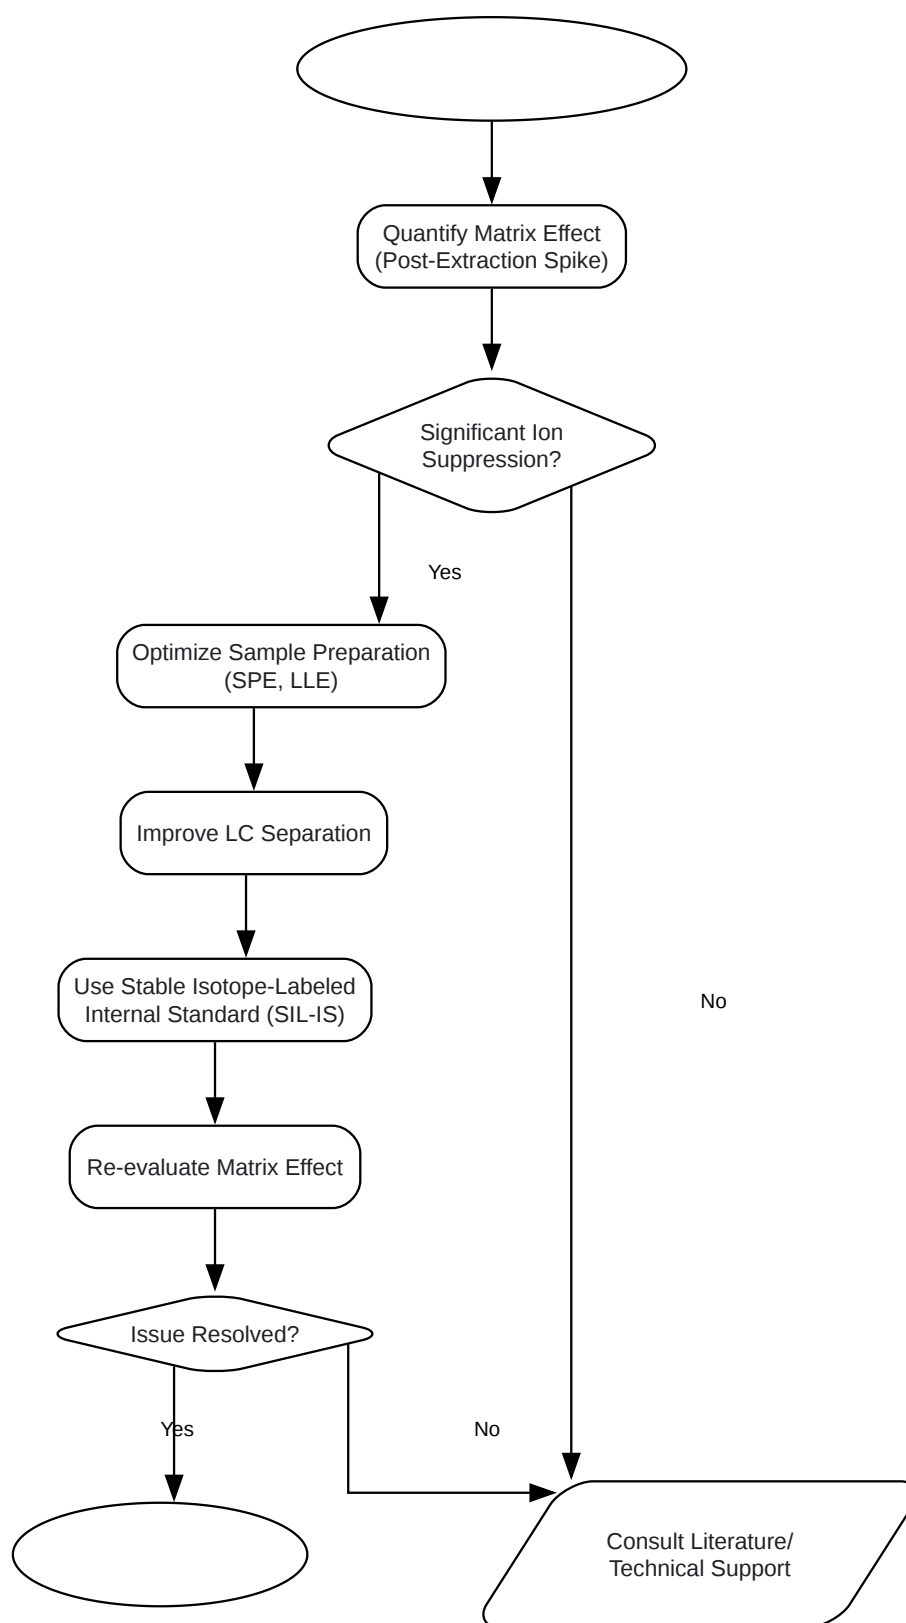 Quantify Matrix Effect
(Post-Extraction Spike)
Significant Ion
Suppression?
Yes
Optimize Sample Preparation
(SPE, LLE)
Improve LC Separation
Use Stable Isotope-Labeled
Internal Standard (SIL-IS)
No
Re-evaluate Matrix Effect
Issue Resolved?
Yes
No
Consult Literature/
Technical Support